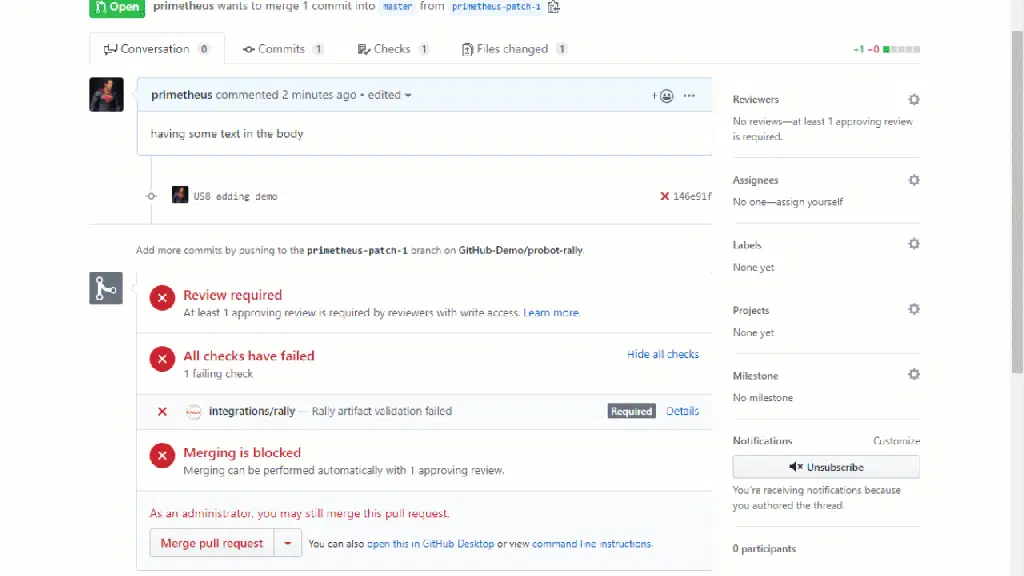 Open primetheus wants to merge 1 commit into master from primetheus-patch-1
Conversation 0 Commits 1 Checks 1 Files changed 1 +1 −0
primetheus commented 2 minutes ago • edited
having some text in the body
adding demo
146e91f
Add more commits by pushing to the primetheus-patch-1 branch on GitHub-Demo/probot-rally.
Review required
At least 1 approving review is required by reviewers with write access. Learn more.
All checks have failed
Hide all checks
1 failing check
integrations/rally — Rally artifact validation failed
Required Details
Merging is blocked
Merging can be performed automatically with 1 approving review.
As an administrator, you may still merge this pull request.
Merge pull request
You can also open this in GitHub Desktop or view command line instructions.
Reviewers
No reviews—at least 1 approving review
is required.
Assignees
No one—assign yourself
Labels
None yet
Projects
None yet
Milestone
No milestone
Notifications Customize
Unsubscribe
You're receiving notifications because
you authored the thread.
0 participants